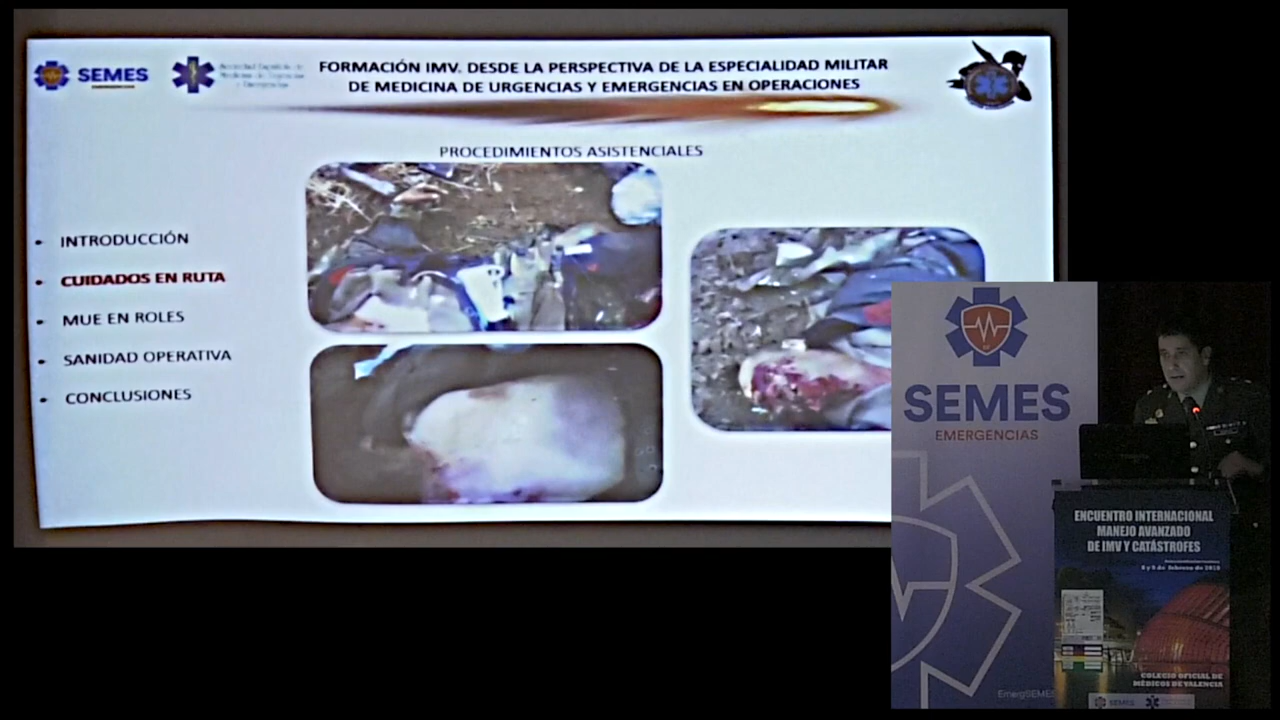 SEMES
FORMACIÓN IMV. DESDE LA PERSPECTIVA DE LA ESPECIALIDAD MILITAR
DE MEDICINA DE URGENCIAS Y EMERGENCIAS EN OPERACIONES
PROCEDIMIENTOS ASISTENCIALES
• INTRODUCCIÓN
• CUIDADOS EN RUTA
• MUE EN ROLES
• SANIDAD OPERATIVA
• CONCLUSIONES
SEMES
EMERGENCIAS
EmergSEMES
ENCUENTRO INTERNACIONAL
MANEJO AVANZADO
DE IMV Y CATÁSTROFES
COLEGIO OFICIAL DE
MÉDICOS DE VALENCIA
SEMES